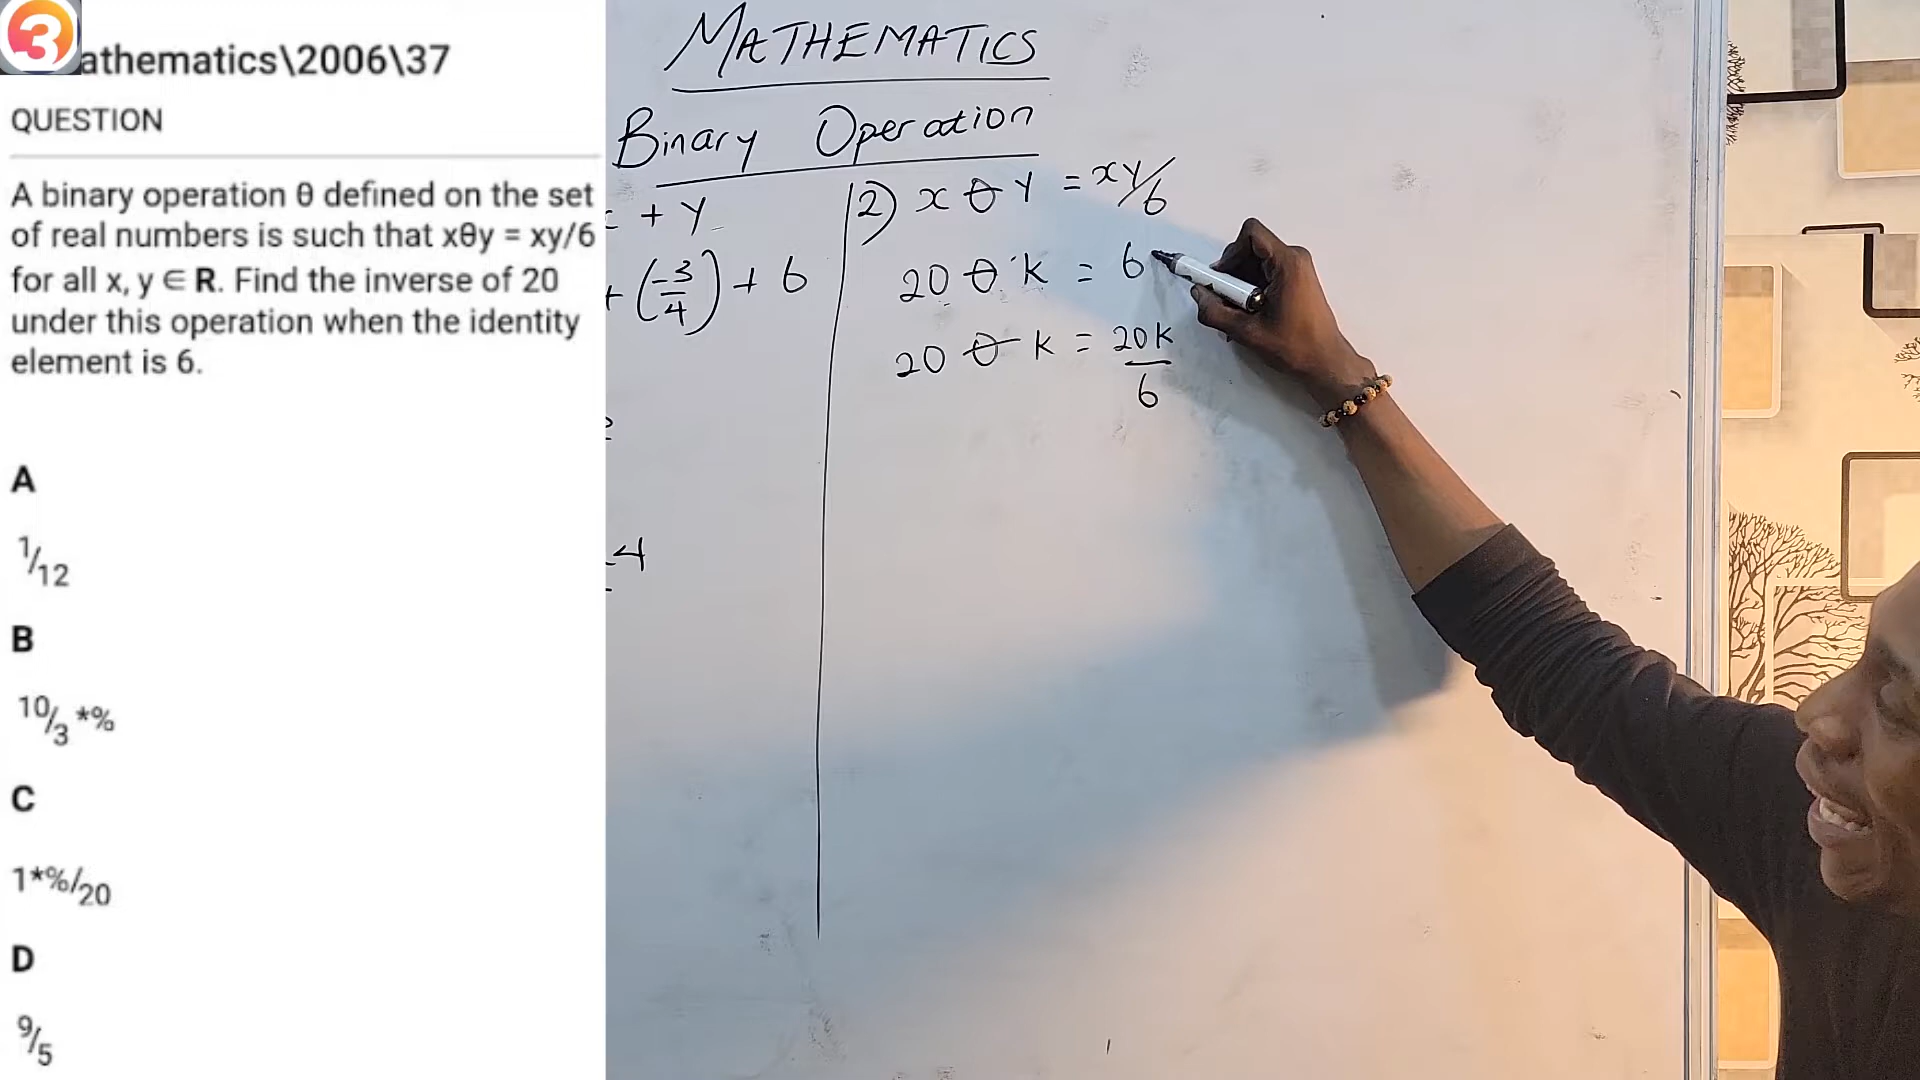 3
athematics\2006\37
QUESTION
A binary operation θ defined on the set
of real numbers is such that xθy = xy/6
for all x, y ∈ R. Find the inverse of 20
under this operation when the identity
element is 6.
A
1/12
B
10/3 *%
C
1*%/20
D
9/5
MATHEMATICS
Binary Operation
+ y
+ (-3/4) + 6
4
2) x θ y = xy/6
20 θ k = 6
20 θ k = 20k/6